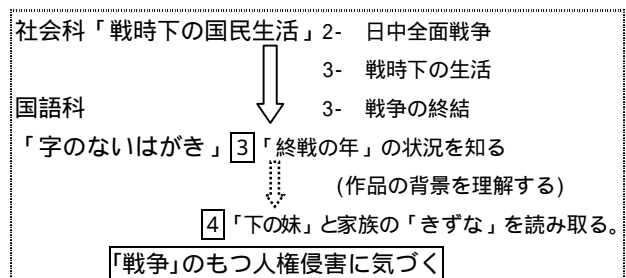 社会科「戦時下の国民生活」2- 日中全面戦争
3- 戦時下の生活
国語科 3- 戦争の終結
「字のないはがき」3「終戦の年」の状況を知る
(作品の背景を理解する)
4「下の妹」と家族の「きずな」を読み取る。
「戦争」のもつ人権侵害に気づく